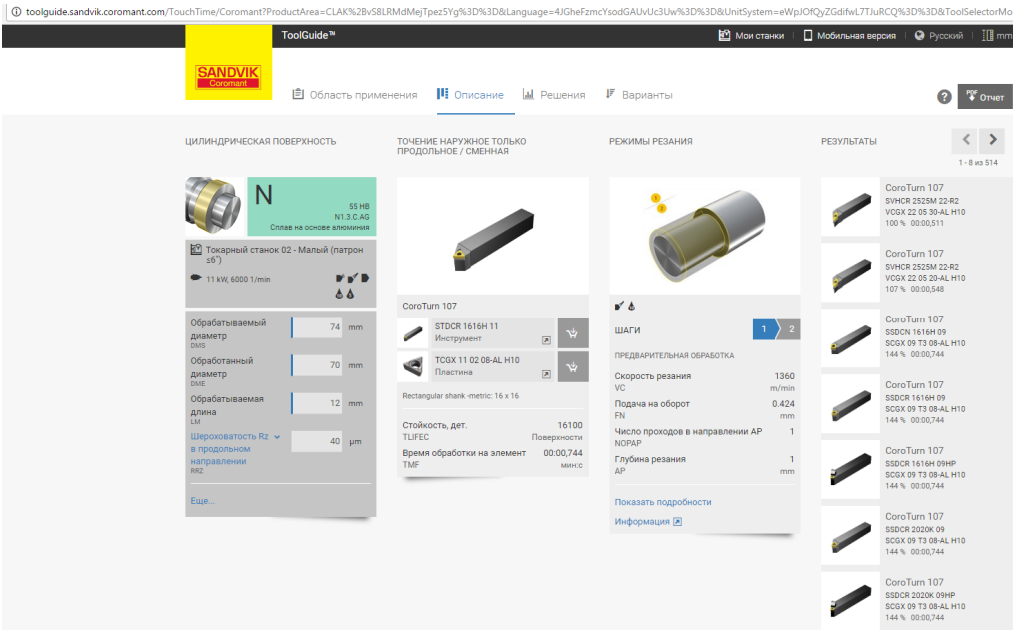 toolguide.sandvik.coromant.com/TouchTime/Coromant?ProductArea=CLAK%2BvS8LRMdMejTpez5Yg%3D%3D&Language=4JGheFzmcYsodGAUvUc3Uw%3D%3D&UnitSystem=eWpJOfQyZGdifwL7TJuRCQ%3D%3D&ToolSelectorMo
ToolGuide™
Мои станки
Мобильная версия
Русский
mm
SANDVIK
Coromant
Область применения
Описание
Решения
Варианты
?
PDF
Отчет
ЦИЛИНДРИЧЕСКАЯ ПОВЕРХНОСТЬ
N
55 HB
N1.3.C.AG
Сплав на основе алюминия
Токарный станок 02 - Малый (патрон
≤6")
11 kW, 6000 1/min
Обрабатываемый
диаметр
DMS
74 mm
Обработанный
диаметр
DME
70 mm
Обрабатываемая
длина
LM
12 mm
Шероховатость Rz
в продольном
направлении
RRZ
40 µm
Еще...
ТОЧЕНИЕ НАРУЖНОЕ ТОЛЬКО
ПРОДОЛЬНОЕ / СМЕННАЯ
CoroTurn 107
STDCR 1616H 11
Инструмент
TCGX 11 02 08-AL H10
Пластина
Rectangular shank -metric: 16 x 16
Стойкость, дет. 16100
TLIFEC Поверхности
Время обработки на элемент 00:00,744
TMF мин:с
РЕЖИМЫ РЕЗАНИЯ
1
2
ШАГИ
1 2
ПРЕДВАРИТЕЛЬНАЯ ОБРАБОТКА
Скорость резания 1360
VC m/min
Подача на оборот 0.424
FN mm
Число проходов в направлении AP 1
NOPAP
Глубина резания 1
AP mm
Показать подробности
Информация
РЕЗУЛЬТАТЫ
1 - 8 из 514
CoroTurn 107
SVHCR 2525M 22-R2
VCGX 22 05 30-AL H10
100 % 00:00,511
CoroTurn 107
SVHCR 2525M 22-R2
VCGX 22 05 20-AL H10
107 % 00:00,548
CoroTurn 107
SSDCN 1616H 09
SCGX 09 T3 08-AL H10
144 % 00:00,744
CoroTurn 107
SSDCR 1616H 09
SCGX 09 T3 08-AL H10
144 % 00:00,744
CoroTurn 107
SSDCR 1616H 09HP
SCGX 09 T3 08-AL H10
144 % 00:00,744
CoroTurn 107
SSDCR 2020K 09
SCGX 09 T3 08-AL H10
144 % 00:00,744
CoroTurn 107
SSDCR 2020K 09HP
SCGX 09 T3 08-AL H10
144 % 00:00,744